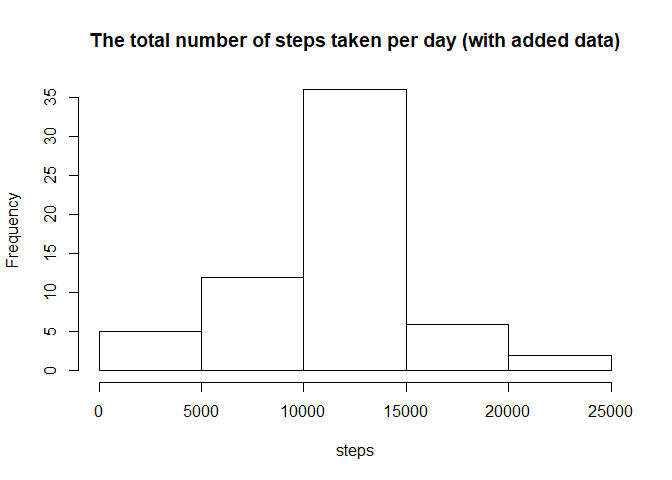 The total number of steps taken per day (with added data)
Frequency
35
30
25
20
15
10
5
0
0 5000 10000 15000 20000 25000
steps